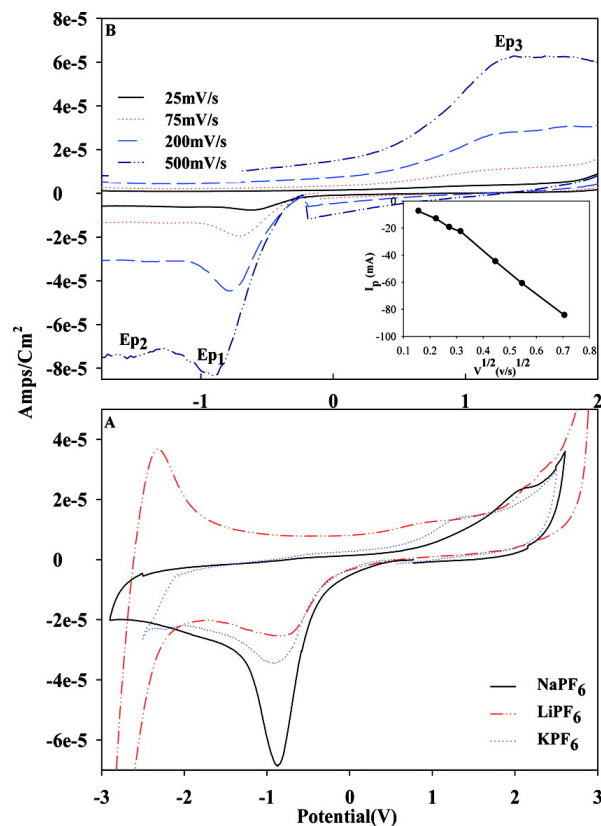 B
Ep3
25mV/s
75mV/s
200mV/s
500mV/s
Ep2
Ep1
6e-5
4e-5
2e-5
0
-2e-5
-4e-5
-6e-5
-8e-5
-1 0 1 2
0
-20
-40
-60
-80
-100
Ip (mA)
0.1 0.2 0.3 0.4 0.5 0.6 0.7 0.8
V1/2(v/s)1/2
Amps/Cm2
A
4e-5
2e-5
0
-2e-5
-4e-5
-6e-5
NaPF6
LiPF6
KPF6
-3 -2 -1 0 1 2 3
Potential(V)